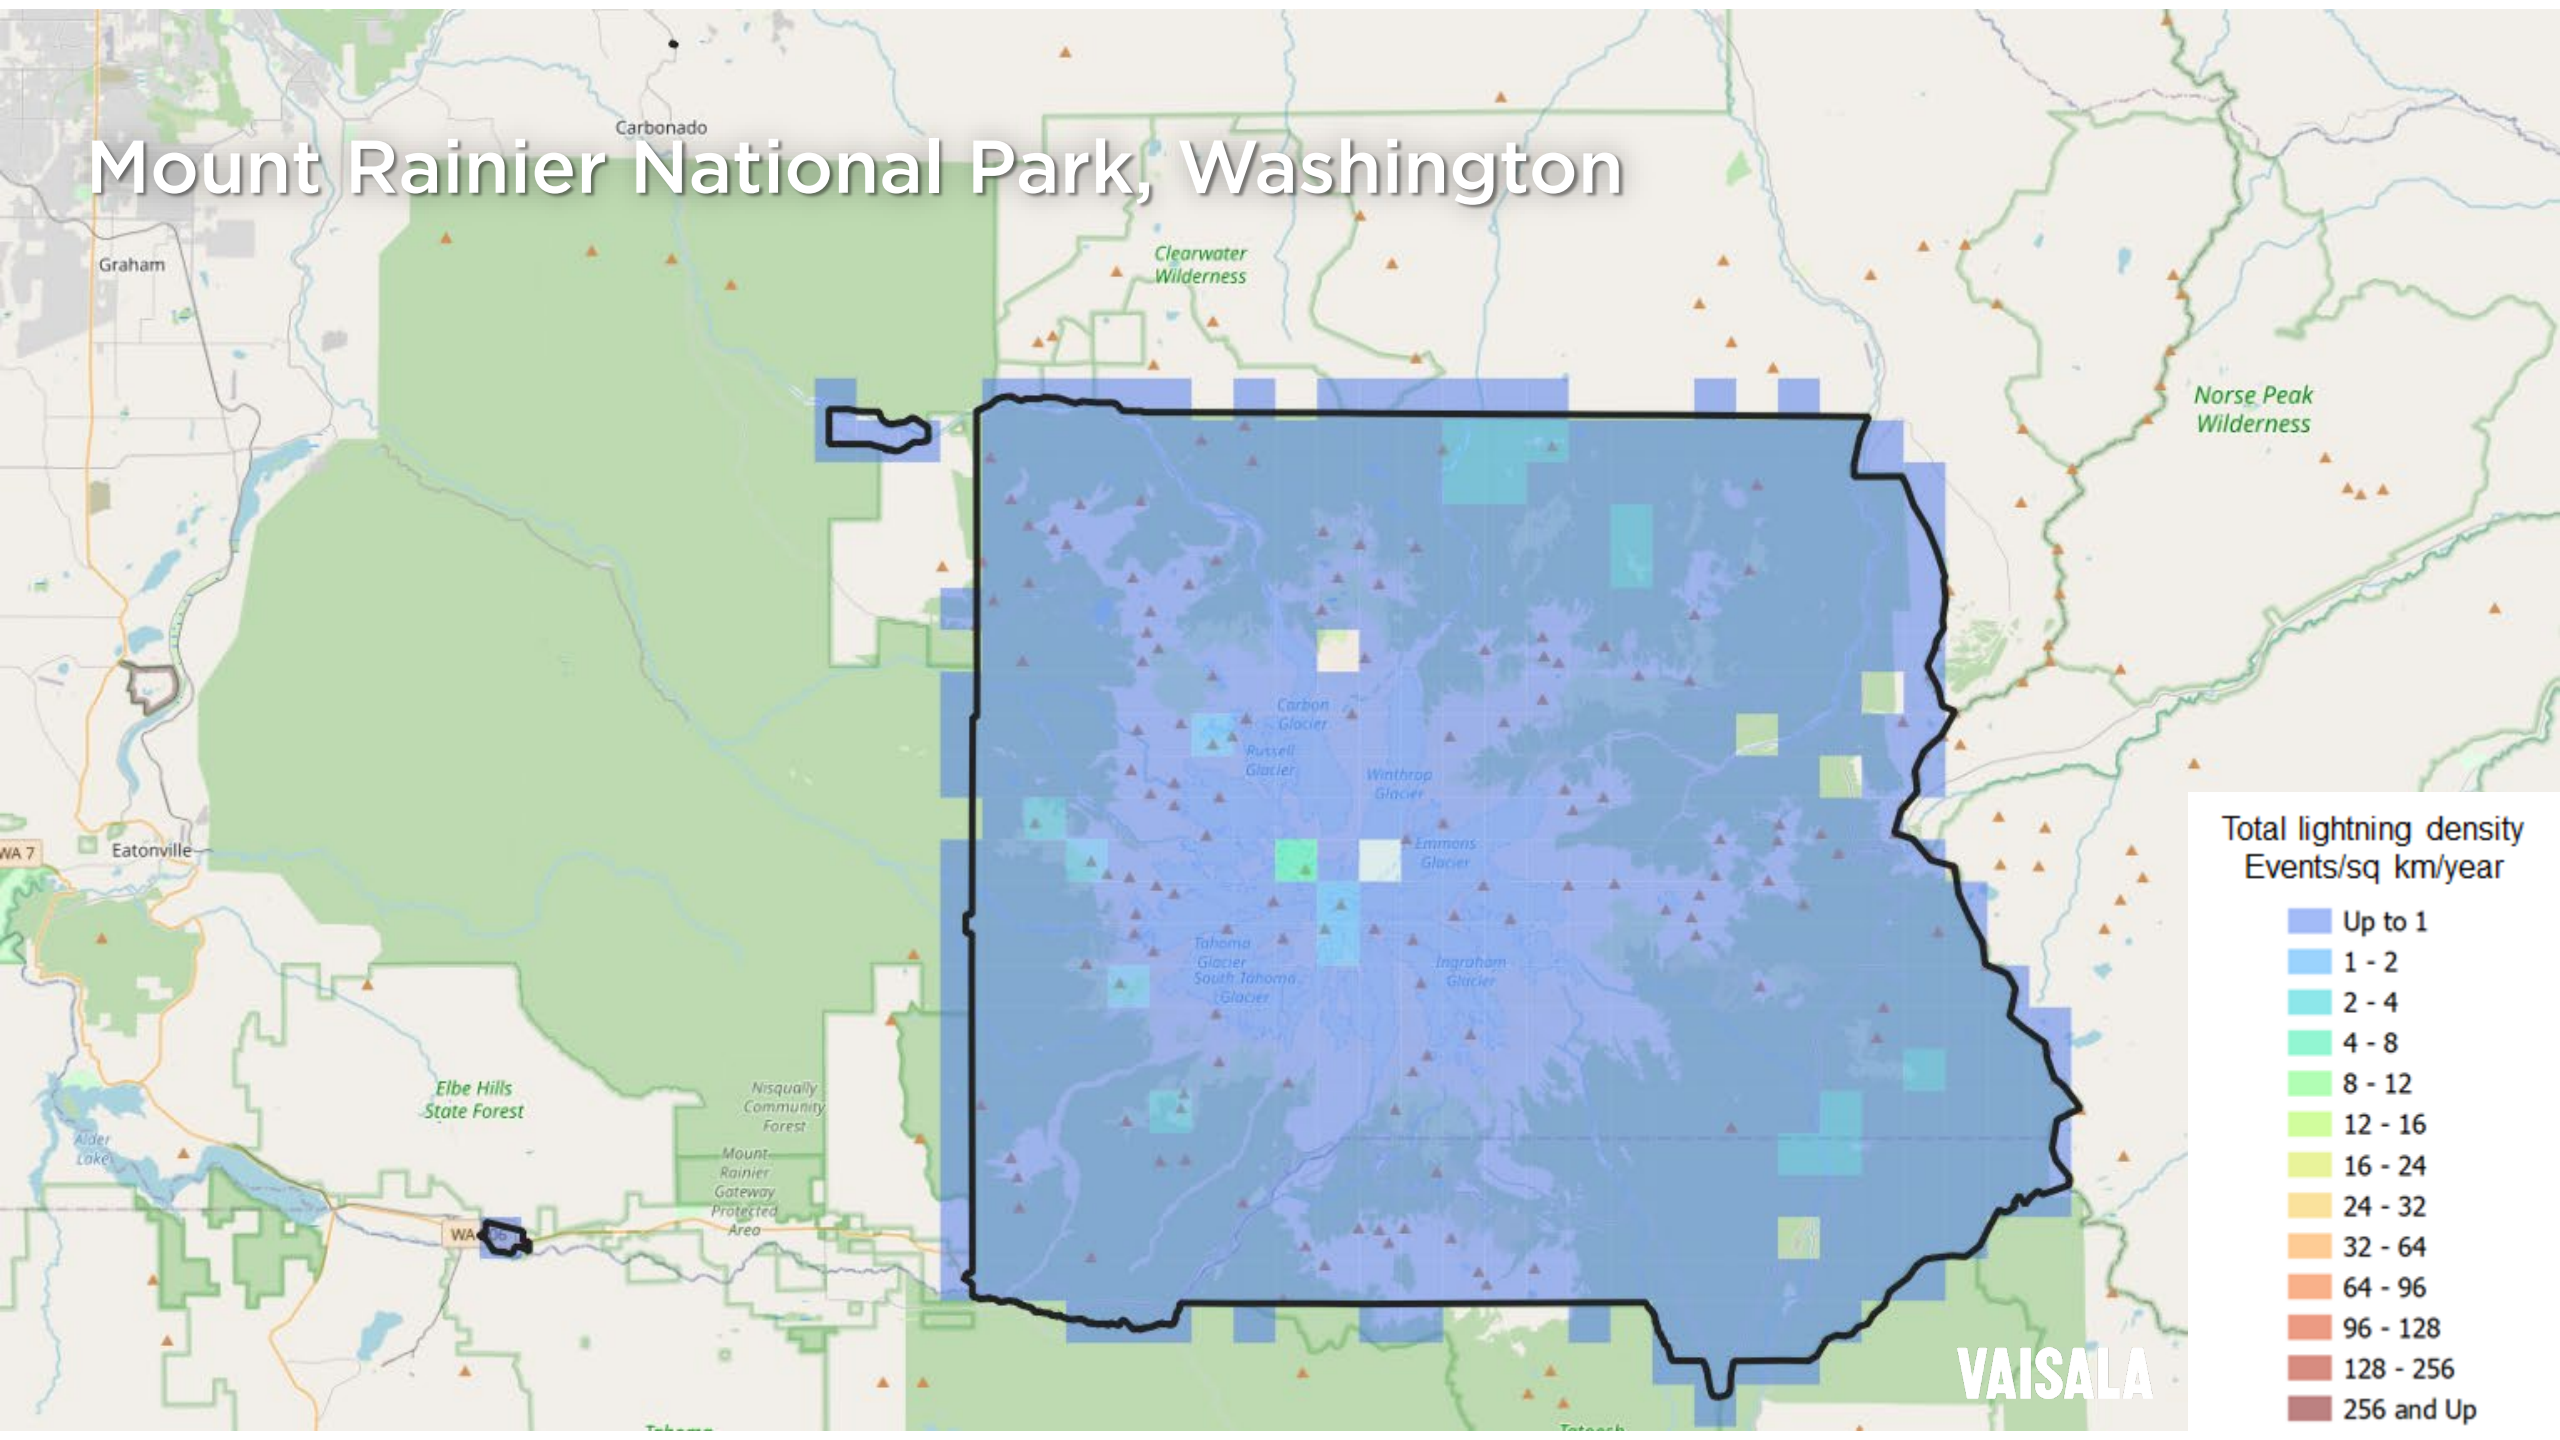 Carbonado
Mount Rainier National Park, Washington
Graham
Clearwater
Wilderness
Norse Peak
Wilderness
Carbon
Glacier
Russell
Glacier
Winthrop
Glacier
Emmons
Glacier
WA 7
Eatonville
Tahoma
Glacier
South Tahoma
Glacier
Ingraham
Glacier
Elbe Hills
State Forest
Nisqually
Community
Forest
Alder
Lake
Mount
Rainier
Gateway
Protected
Area
WA
Total lightning density
Events/sq km/year
Up to 1
1 - 2
2 - 4
4 - 8
8 - 12
12 - 16
16 - 24
24 - 32
32 - 64
64 - 96
96 - 128
128 - 256
256 and Up
VAISALA